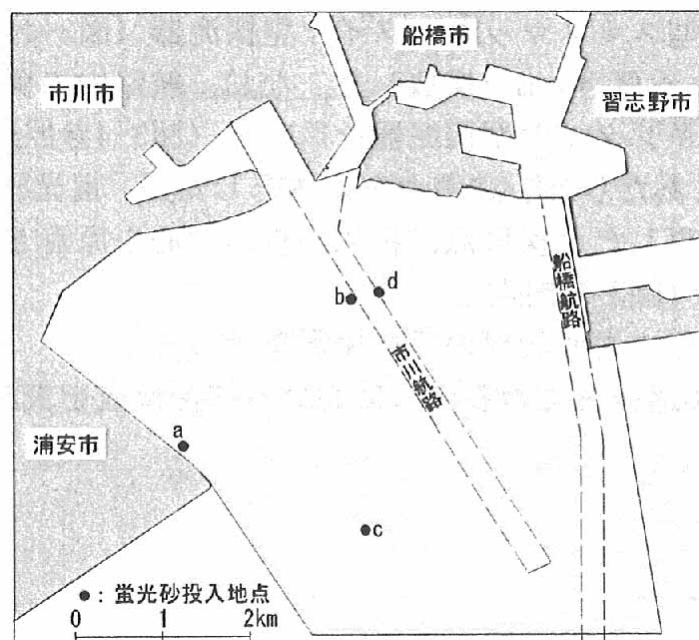 船橋市
市川市
習志野市
船橋航路
b
d
市川航路
a
浦安市
c
●：蛍光砂投入地点
0 1 2km